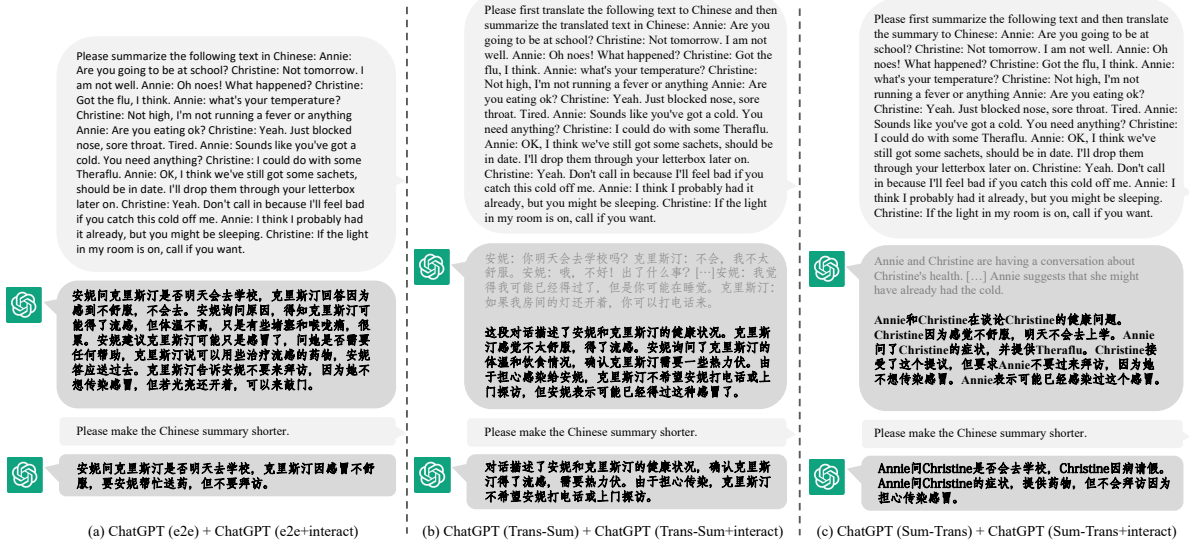 Please summarize the following text in Chinese: Annie:
Are you going to be at school? Christine: Not tomorrow. I
am not well. Annie: Oh noes! What happened? Christine:
Got the flu, I think. Annie: what's your temperature?
Christine: Not high, I'm not running a fever or anything
Annie: Are you eating ok? Christine: Yeah. Just blocked
nose, sore throat. Tired. Annie: Sounds like you've got a
cold. You need anything? Christine: I could do with some
Theraflu. Annie: OK, I think we've still got some sachets,
should be in date. I'll drop them through your letterbox
later on. Christine: Yeah. Don't call in because I'll feel bad
if you catch this cold off me. Annie: I think I probably had
it already, but you might be sleeping. Christine: If the light
in my room is on, call if you want.
安妮问克里斯汀是否明天会去学校，克里斯汀回答因为
感到不舒服，不会去。安妮询问原因，得知克里斯汀可
能得了流感，但体温不高，只是有些堵塞和喉咙痛，很
累。安妮建议克里斯汀可能只是感冒了，问她是否需要
任何帮助，克里斯汀说可以用些治疗流感的药物，安妮
答应送过去。克里斯汀告诉安妮不要来拜访，因为她不
想传染感冒，但若光亮还开着，可以来敲门。
Please make the Chinese summary shorter.
安妮问克里斯汀是否明天去学校，克里斯汀因感冒不舒
服，要安妮帮忙送药，但不要拜访。
(a) ChatGPT (e2e) + ChatGPT (e2e+interact)
Please first translate the following text to Chinese and then
summarize the translated text in Chinese: Annie: Are you
going to be at school? Christine: Not tomorrow. I am not
well. Annie: Oh noes! What happened? Christine: Got the
flu, I think. Annie: what's your temperature? Christine:
Not high, I'm not running a fever or anything Annie: Are
you eating ok? Christine: Yeah. Just blocked nose, sore
throat. Tired. Annie: Sounds like you've got a cold. You
need anything? Christine: I could do with some Theraflu.
Annie: OK, I think we've still got some sachets, should be
in date. I'll drop them through your letterbox later on.
Christine: Yeah. Don't call in because I'll feel bad if you
catch this cold off me. Annie: I think I probably had it
already, but you might be sleeping. Christine: If the light
in my room is on, call if you want.
安妮：你明天会去学校吗？克里斯汀：不会，我不太
舒服。安妮：哦，不好！出了什么事？[…]安妮：我觉
得我可能已经得过了，但是你可能在睡觉。克里斯汀：
如果我房间的灯还开着，你可以打电话来。
这段对话描述了安妮和克里斯汀的健康状况。克里斯
汀感觉不太舒服，得了流感。安妮询问了克里斯汀的
体温和饮食情况，确认克里斯汀需要一些热力伏。由
于担心感染给安妮，克里斯汀不希望安妮打电话或上
门探访，但安妮表示可能已经得过这种感冒了。
Please make the Chinese summary shorter.
对话描述了安妮和克里斯汀的健康状况，确认克里斯
汀得了流感，需要热力伏。由于担心传染，克里斯汀
不希望安妮打电话或上门探访。
(b) ChatGPT (Trans-Sum) + ChatGPT (Trans-Sum+interact)
Please first summarize the following text and then translate
the summary to Chinese: Annie: Are you going to be at
school? Christine: Not tomorrow. I am not well. Annie: Oh
noes! What happened? Christine: Got the flu, I think. Annie:
what's your temperature? Christine: Not high, I'm not
running a fever or anything Annie: Are you eating ok?
Christine: Yeah. Just blocked nose, sore throat. Tired. Annie:
Sounds like you've got a cold. You need anything? Christine:
I could do with some Theraflu. Annie: OK, I think we've
still got some sachets, should be in date. I'll drop them
through your letterbox later on. Christine: Yeah. Don't call
in because I'll feel bad if you catch this cold off me. Annie: I
think I probably had it already, but you might be sleeping.
Christine: If the light in my room is on, call if you want.
Annie and Christine are having a conversation about
Christine's health. […] Annie suggests that she might
have already had the cold.
Annie和Christine在谈论Christine的健康问题。
Christine因为感觉不舒服，明天不会去上学。Annie
问了Christine的症状，并提供Theraflu。Christine接
受了这个提议，但要求Annie不要过来拜访，因为她
不想传染感冒。Annie表示可能已经感染过这个感冒。
Please make the Chinese summary shorter.
Annie问Christine是否会去学校，Christine因病请假。
Annie问Christine的症状，提供药物，但不会拜访因为
担心传染感冒。
(c) ChatGPT (Sum-Trans) + ChatGPT (Sum-Trans+interact)